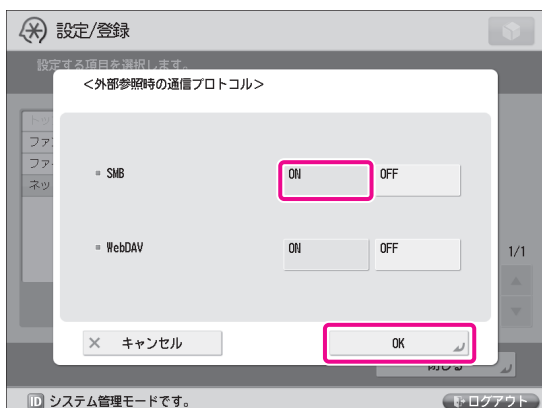 設定/登録
設定する項目を選択します。
<外部参照時の通信プロトコル>
トッ
ファ
ファ
ネッ
SMB
ON
OFF
WebDAV
ON
OFF
1/1
キャンセル
OK
閉じる
システム管理モードです。
ログアウト